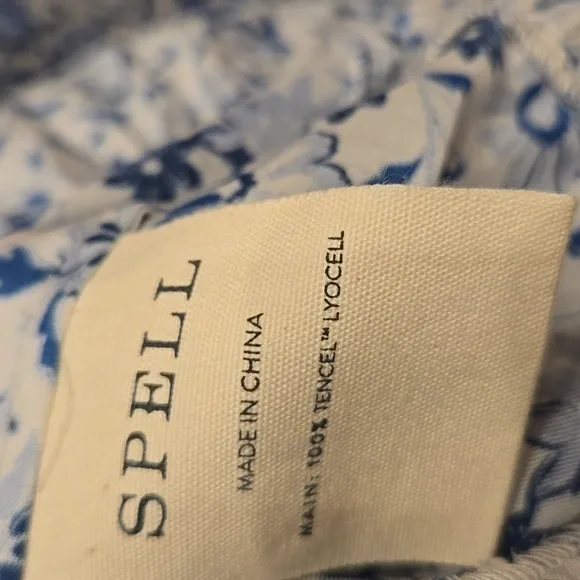 SPELL
MADE IN CHINA
MAIN: 100% TENCEL™ LYOCELL